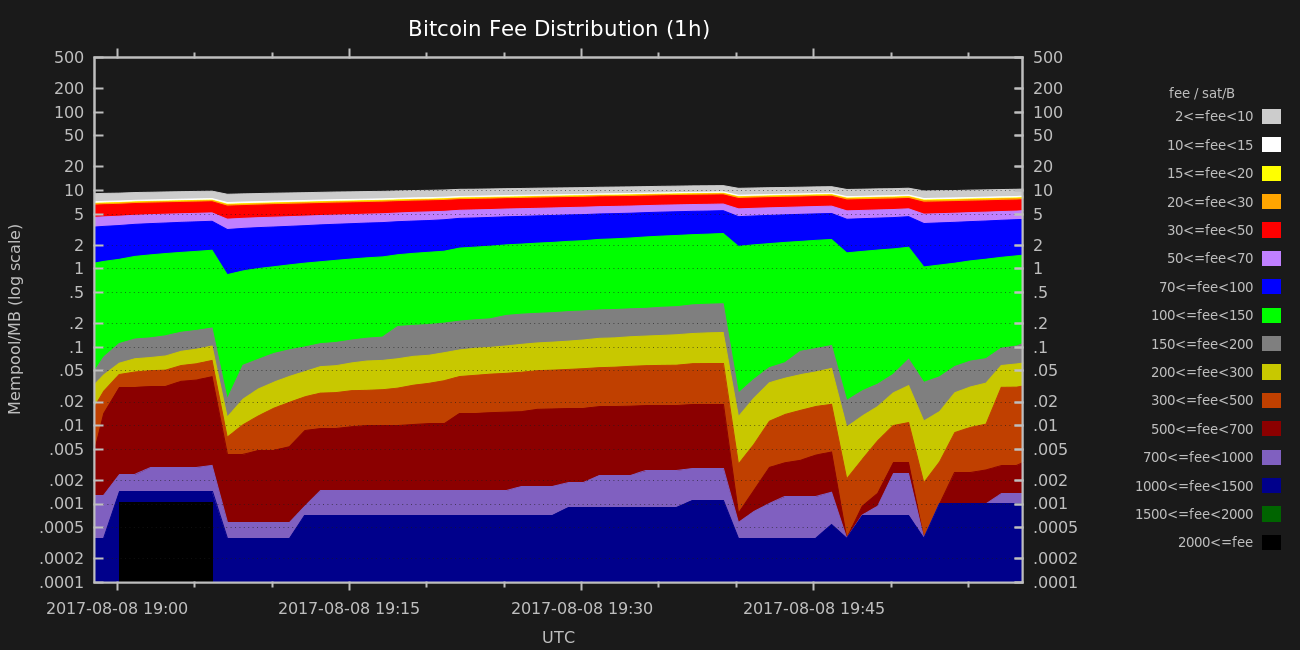 Bitcoin Fee Distribution (1h)
Mempool/MB (log scale)
500
200
100
50
20
10
5
2
1
.5
.2
.1
.05
.02
.01
.005
.002
.001
.0005
.0002
.0001
500
200
100
50
20
10
5
2
1
.5
.2
.1
.05
.02
.01
.005
.002
.001
.0005
.0002
.0001
2017-08-08 19:00 2017-08-08 19:15 2017-08-08 19:30 2017-08-08 19:45
UTC
fee / sat/B
2<=fee<10
10<=fee<15
15<=fee<20
20<=fee<30
30<=fee<50
50<=fee<70
70<=fee<100
100<=fee<150
150<=fee<200
200<=fee<300
300<=fee<500
500<=fee<700
700<=fee<1000
1000<=fee<1500
1500<=fee<2000
2000<=fee